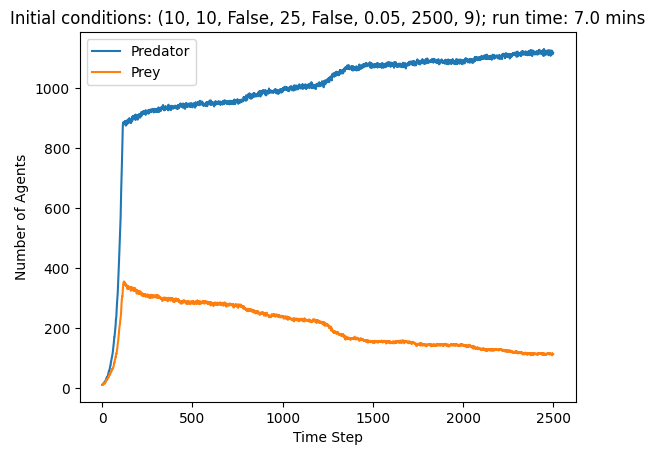 Initial conditions: (10, 10, False, 25, False, 0.05, 2500, 9); run time: 7.0 mins
Predator
Prey
1000
800
600
400
200
0
Number of Agents
0 500 1000 1500 2000 2500
Time Step